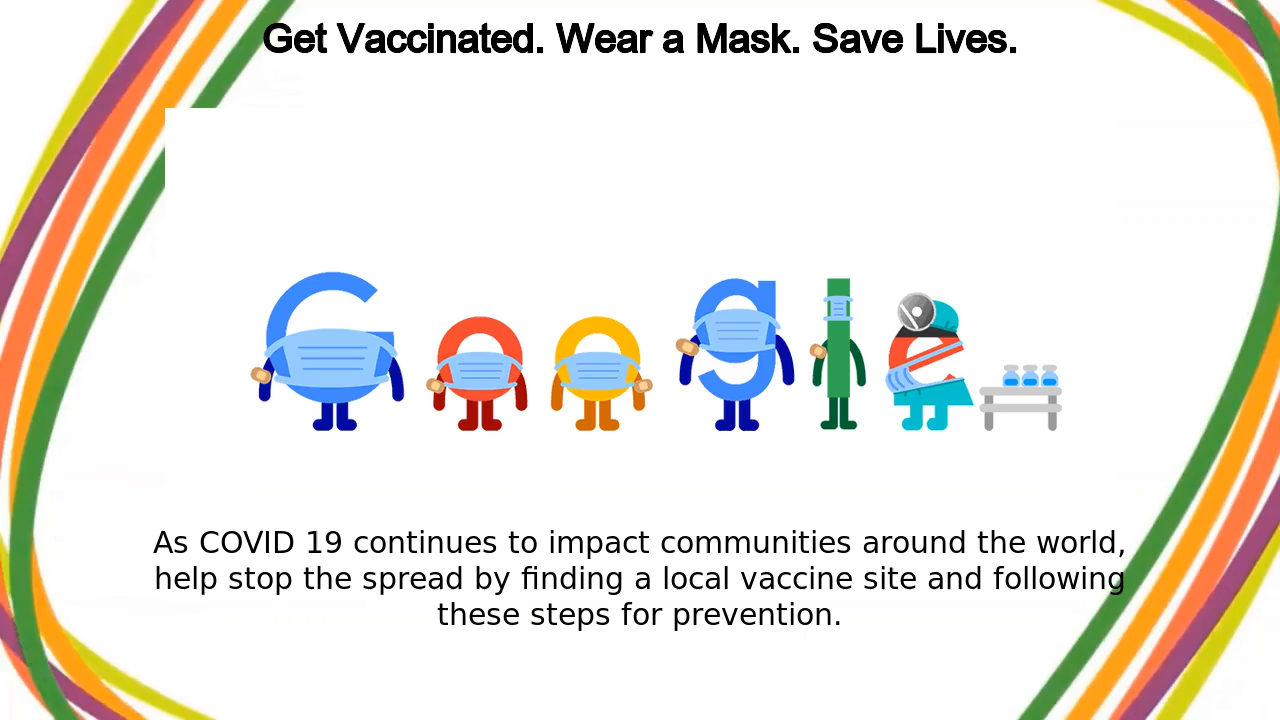 Get Vaccinated. Wear a Mask. Save Lives.
Google
As COVID 19 continues to impact communities around the world,
help stop the spread by finding a local vaccine site and following
these steps for prevention.